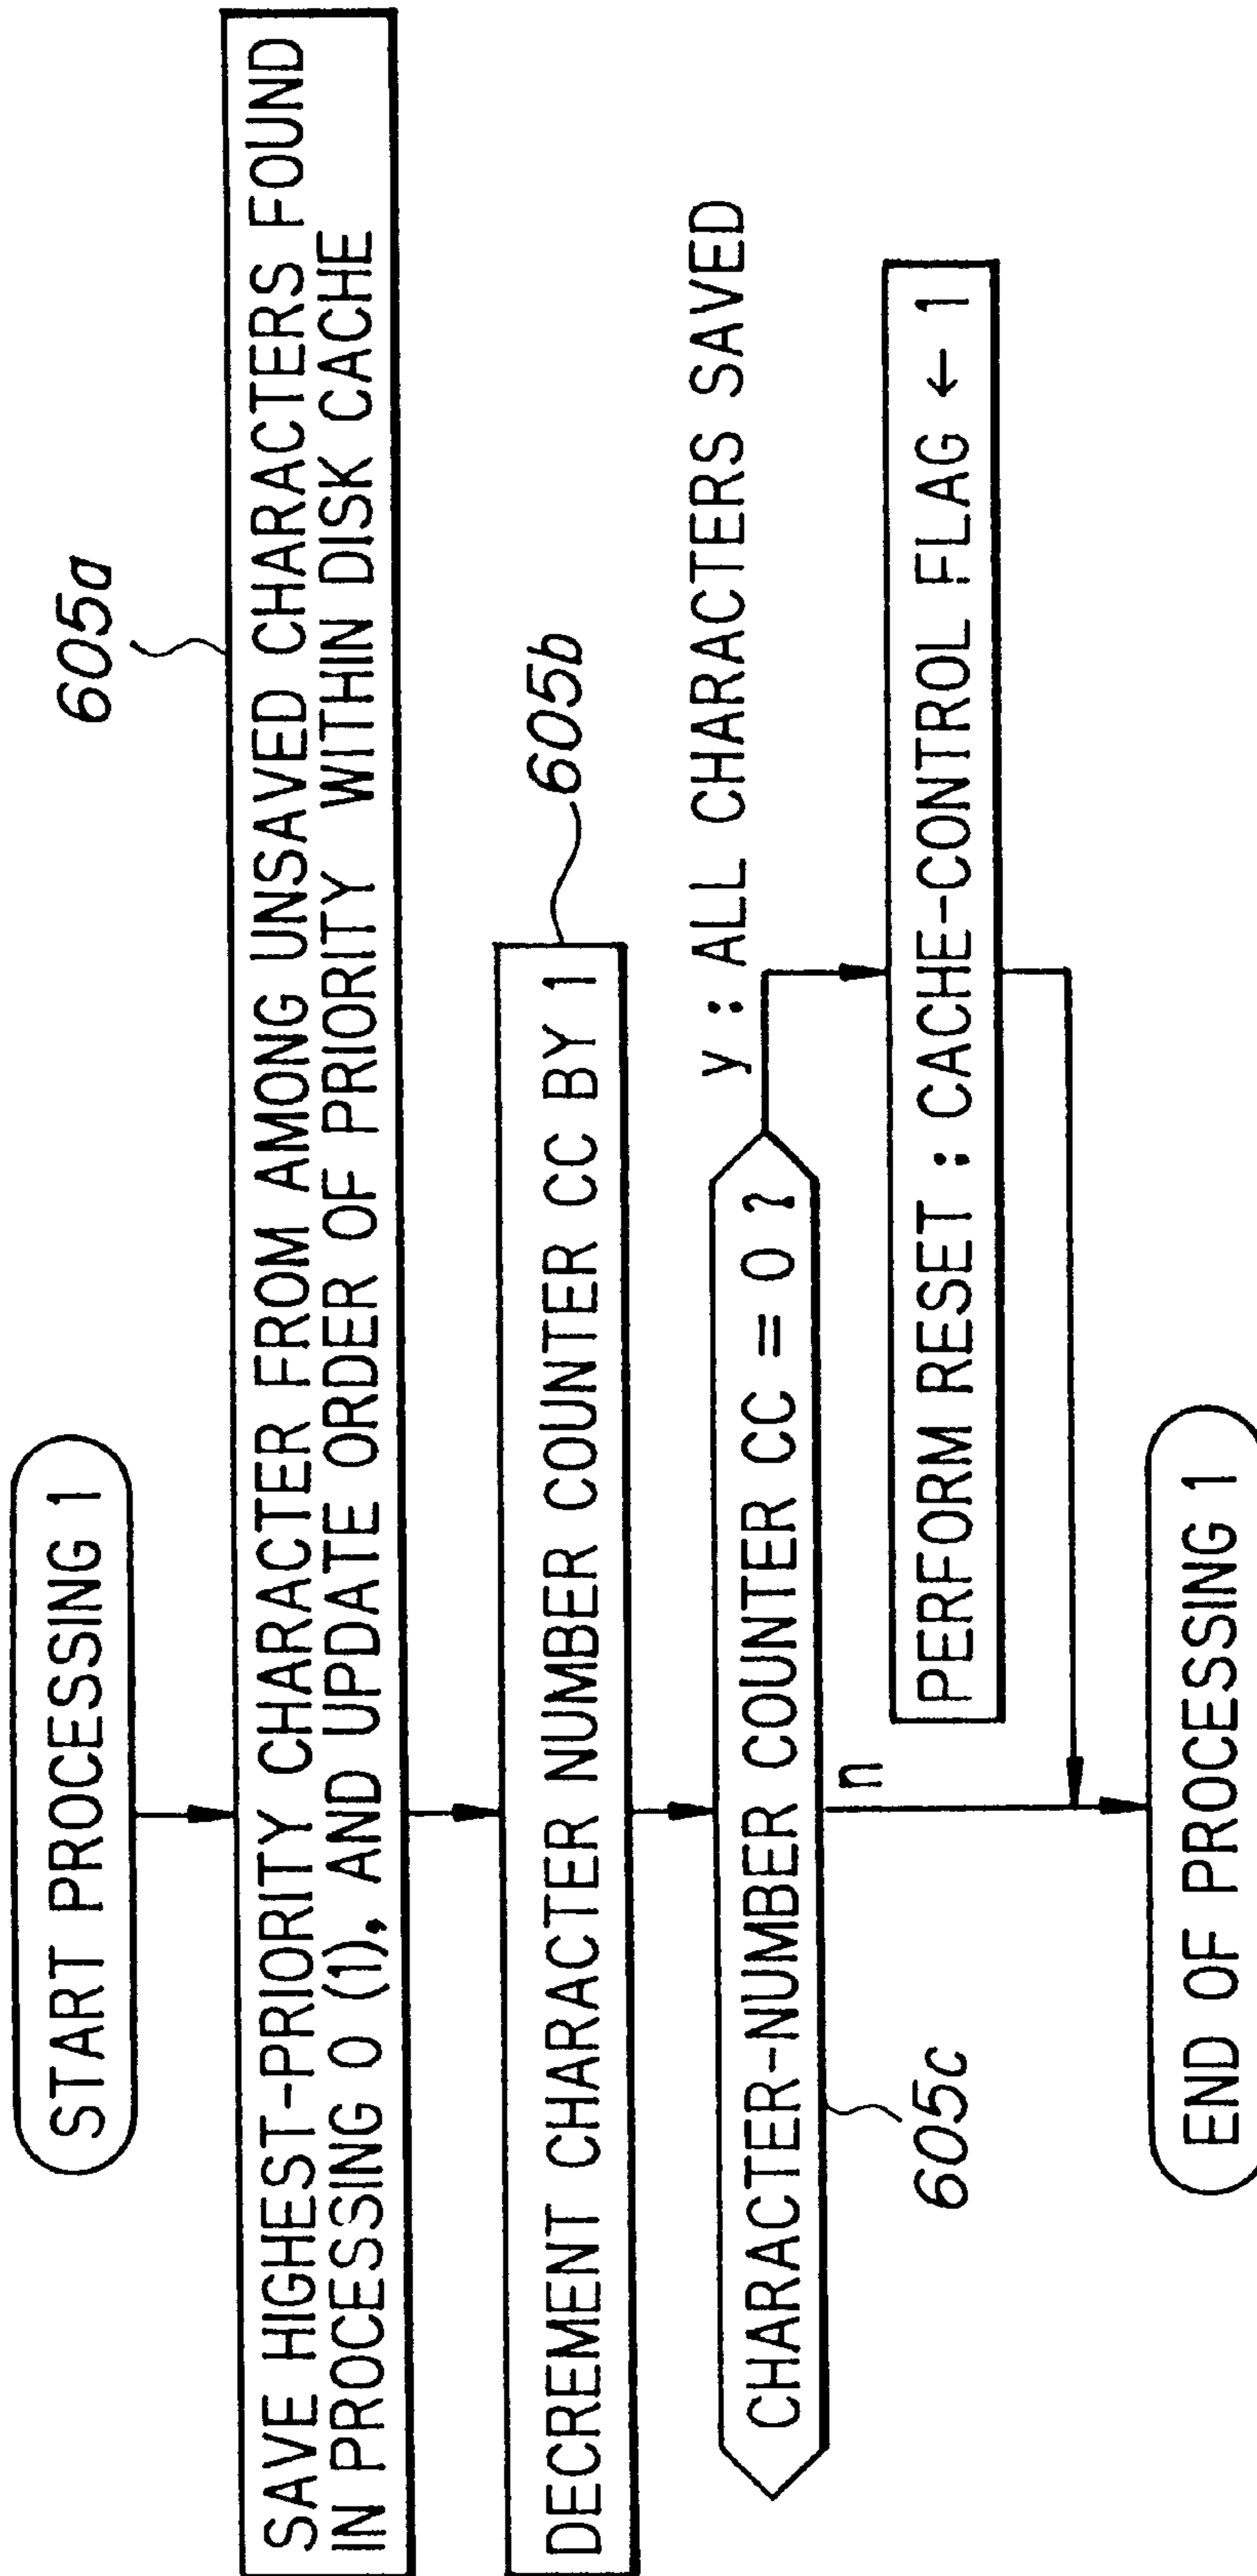 START PROCESSING 1
605a
SAVE HIGHEST-PRIORITY CHARACTER FROM AMONG UNSAVED CHARACTERS FOUND
IN PROCESSING 0 (1), AND UPDATE ORDER OF PRIORITY WITHIN DISK CACHE
605b
DECREMENT CHARACTER NUMBER COUNTER CC BY 1
CHARACTER-NUMBER COUNTER CC = 0 ?
y : ALL CHARACTERS SAVED
605c
n
PERFORM RESET : CACHE-CONTROL FLAG ← 1
END OF PROCESSING 1